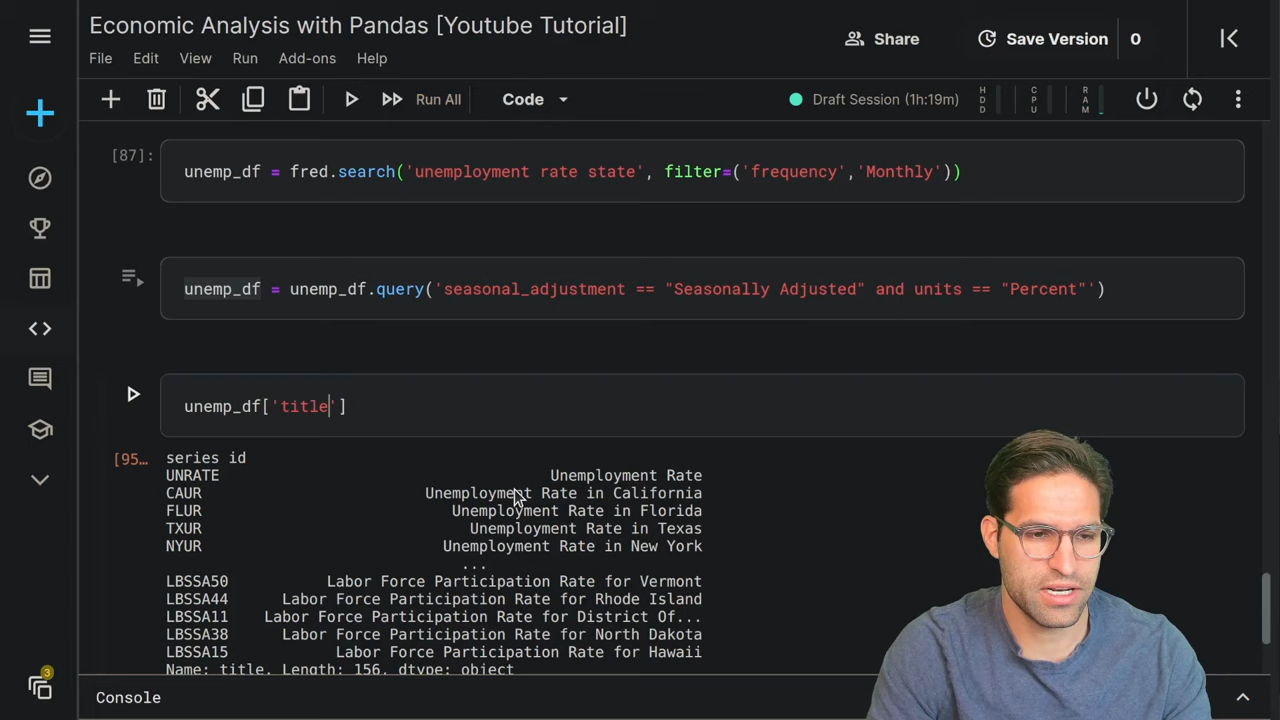 Economic Analysis with Pandas [Youtube Tutorial]
Share
Save Version 0
File Edit View Run Add-ons Help
Run All
Code
Draft Session (1h:19m)
HDD
CPU
RAM
[87]:
unemp_df = fred.search('unemployment rate state', filter=('frequency','Monthly'))
unemp_df = unemp_df.query('seasonal_adjustment == "Seasonally Adjusted" and units == "Percent"')
unemp_df['title']
[95…
series id
UNRATE Unemployment Rate
CAUR Unemployment Rate in California
FLUR Unemployment Rate in Florida
TXUR Unemployment Rate in Texas
NYUR Unemployment Rate in New York
...
LBSSA50 Labor Force Participation Rate for Vermont
LBSSA44 Labor Force Participation Rate for Rhode Island
LBSSA11 Labor Force Participation Rate for District Of...
LBSSA38 Labor Force Participation Rate for North Dakota
LBSSA15 Labor Force Participation Rate for Hawaii
Name: title, Length: 156, dtype: object
3
Console